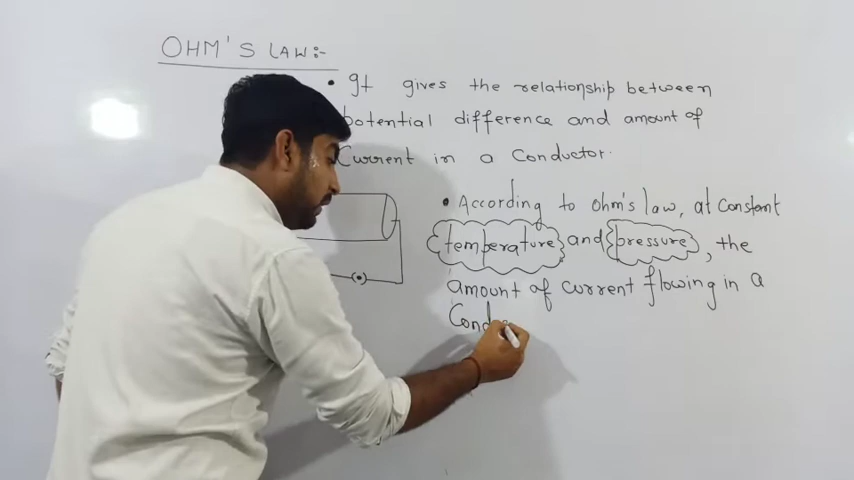 OHM'S LAW:-
• It gives the relationship between
potential difference and amount of
Current in a Conductor.
• According to Ohm's law, at Constant
temperature and pressure, the
amount of current flowing in a
Cond